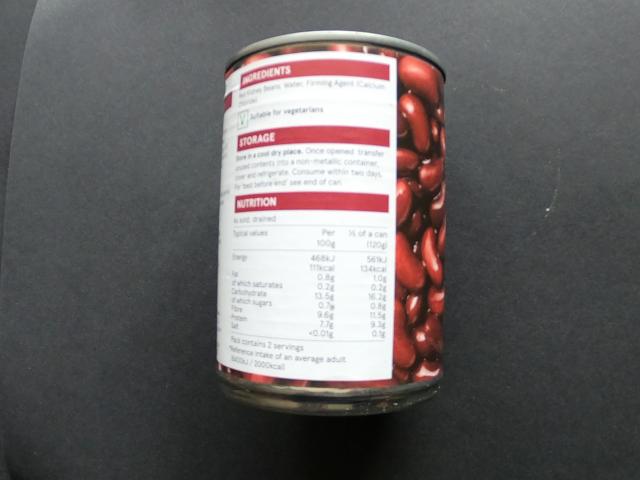 INGREDIENTS
Red Kidney Beans, Water, Firming Agent (Calcium
Chloride)
V Suitable for vegetarians
STORAGE
Store in a cool dry place. Once opened, transfer
unused contents into a non-metallic container,
cover and refrigerate. Consume within two days.
For 'best before end' see end of can.
NUTRITION
As sold, drained
Typical values Per 100g ½ of a can (120g)
Energy 468kJ 561kJ
111kcal 134kcal
Fat 0.8g 1.0g
of which saturates 0.2g 0.2g
Carbohydrate 13.5g 16.2g
of which sugars 0.7g 0.8g
Fibre 9.6g 11.5g
Protein 7.7g 9.3g
Salt <0.01g 0.1g
Pack contains 2 servings
*Reference intake of an average adult
(8400kJ / 2000kcal)